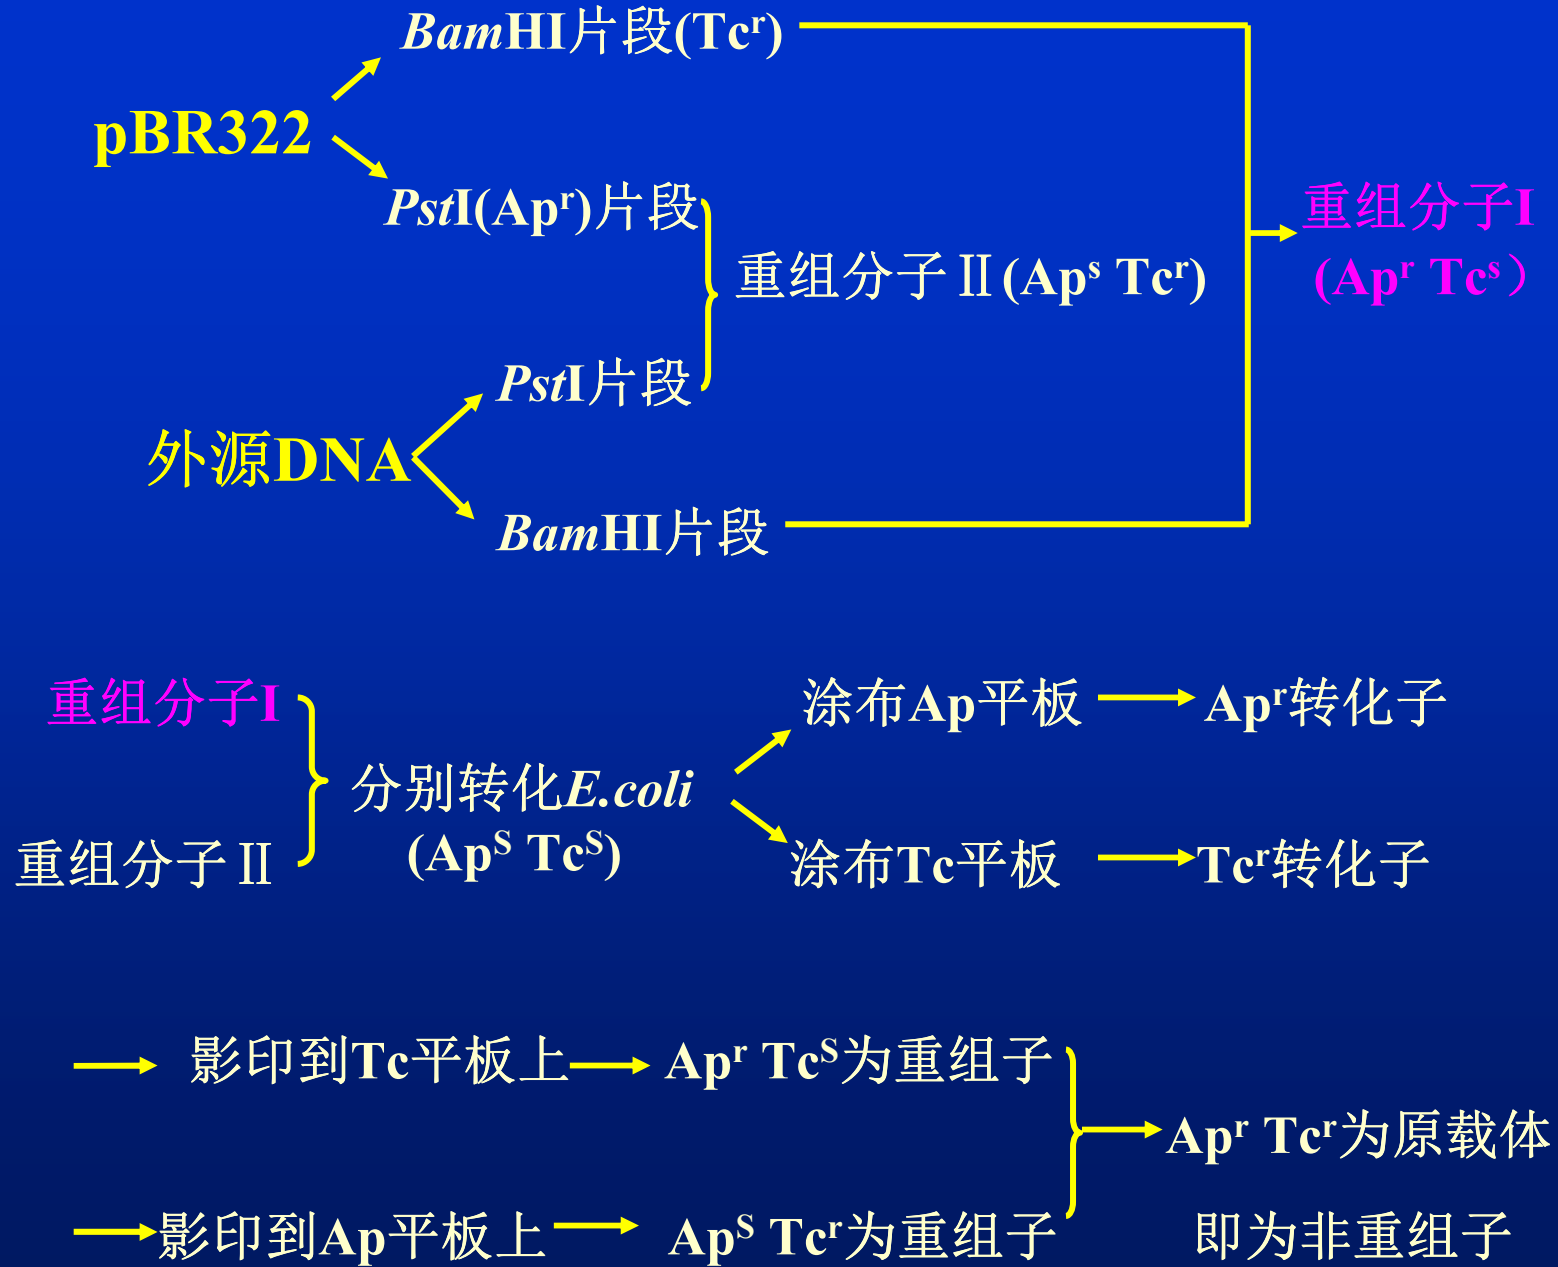 BamHI片段(Tcʳ)
pBR322
PstI(Apʳ)片段
重组分子I
重组分子Ⅱ(Apˢ Tcʳ)
(Apʳ Tcˢ）
PstI片段
外源DNA
BamHI片段
重组分子I
涂布Ap平板
Apʳ转化子
分别转化E.coli
(Apˢ Tcˢ)
重组分子Ⅱ
涂布Tc平板
Tcʳ转化子
影印到Tc平板上
Apʳ Tcˢ为重组子
Apʳ Tcʳ为原载体
影印到Ap平板上
Apˢ Tcʳ为重组子
即为非重组子